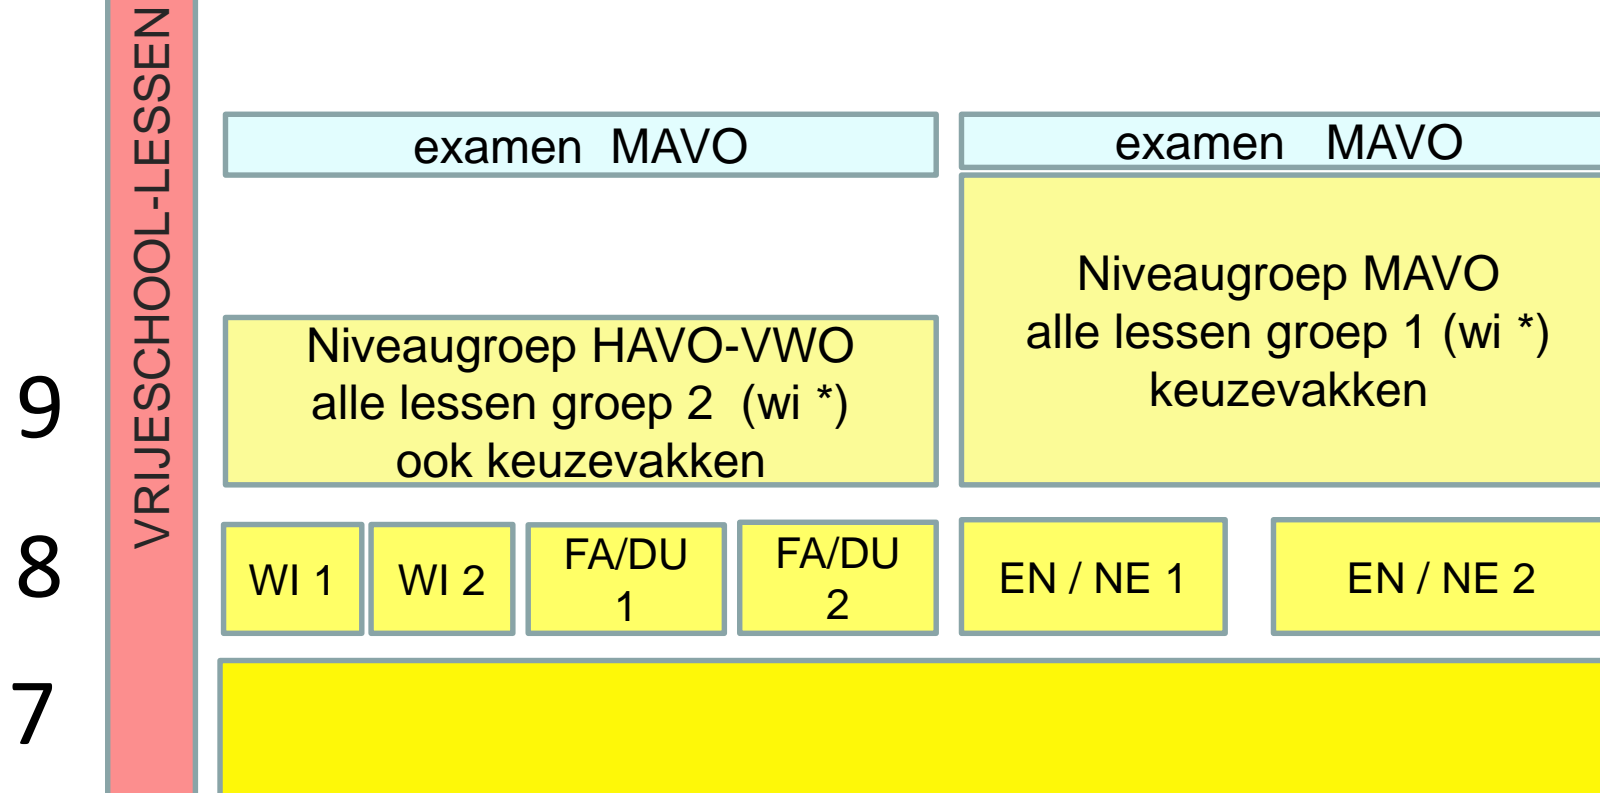 VRIJESCHOOL-LESSEN
examen MAVO
examen MAVO
Niveaugroep MAVO
alle lessen groep 1 (wi *)
keuzevakken
Niveaugroep HAVO-VWO
alle lessen groep 2 (wi *)
ook keuzevakken
9
8
WI 1
WI 2
FA/DU
1
FA/DU
2
EN / NE 1
EN / NE 2
7